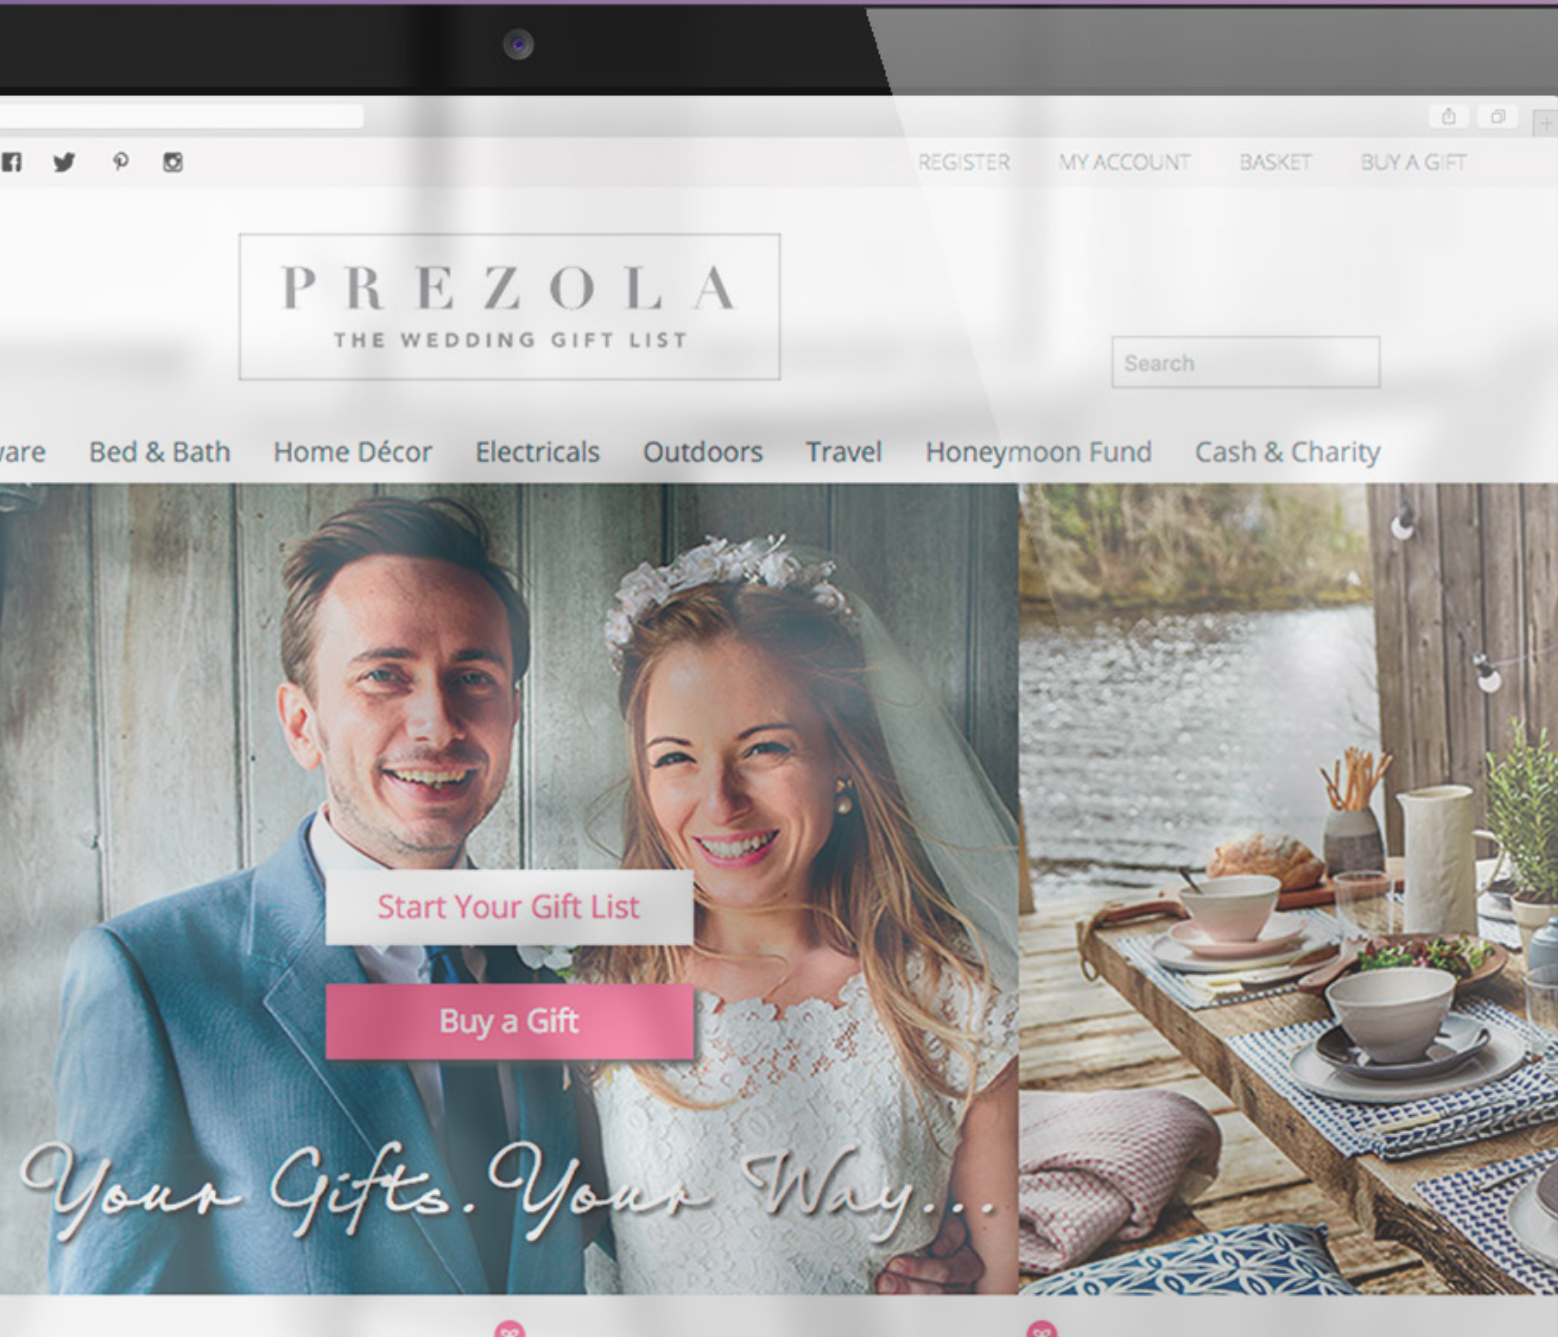 REGISTER MY ACCOUNT BASKET BUY A GIFT
PREZOLA
THE WEDDING GIFT LIST
Search
Bed & Bath Home Décor Electricals Outdoors Travel Honeymoon Fund Cash & Charity
Start Your Gift List
Buy a Gift
Your Gifts. Your Way...